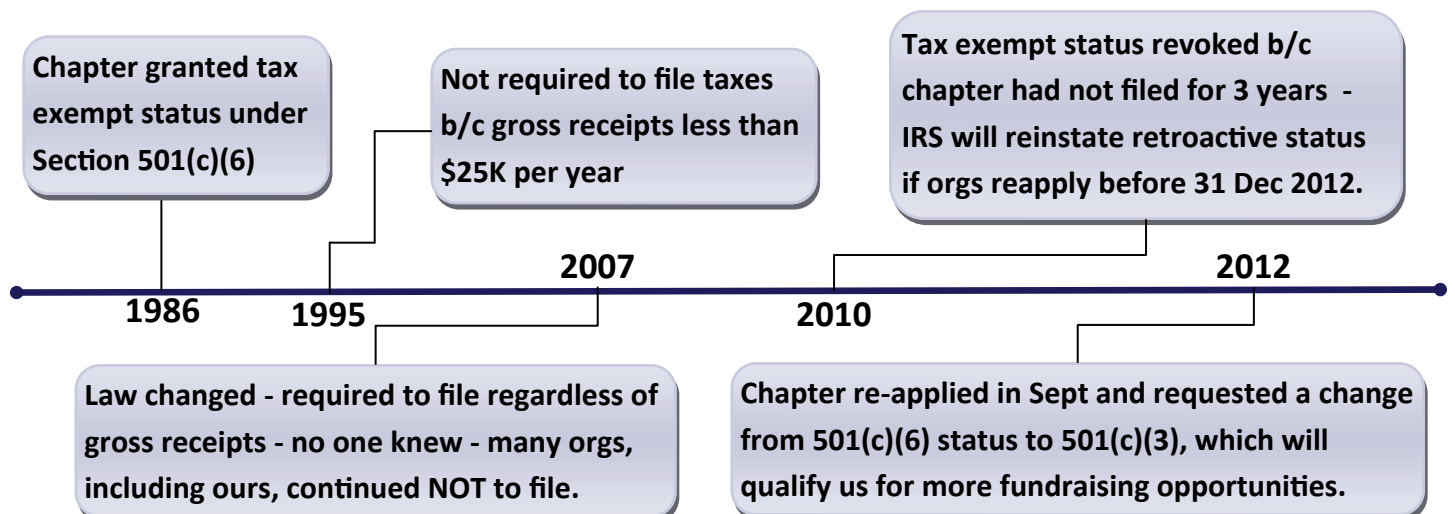 Chapter granted tax
exempt status under
Section 501(c)(6)
Not required to file taxes
b/c gross receipts less than
$25K per year
Tax exempt status revoked b/c
chapter had not filed for 3 years -
IRS will reinstate retroactive status
if orgs reapply before 31 Dec 2012.
1986
1995
2007
2010
2012
Law changed - required to file regardless of
gross receipts - no one knew - many orgs,
including ours, continued NOT to file.
Chapter re-applied in Sept and requested a change
from 501(c)(6) status to 501(c)(3), which will
qualify us for more fundraising opportunities.